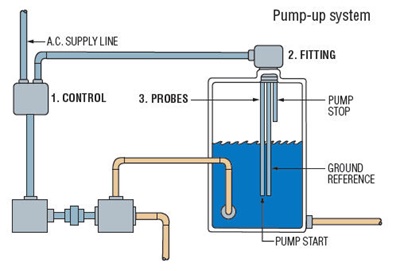 Pump-up system
A.C. SUPPLY LINE
2. FITTING
1. CONTROL
3. PROBES
PUMP
STOP
GROUND
REFERENCE
PUMP START